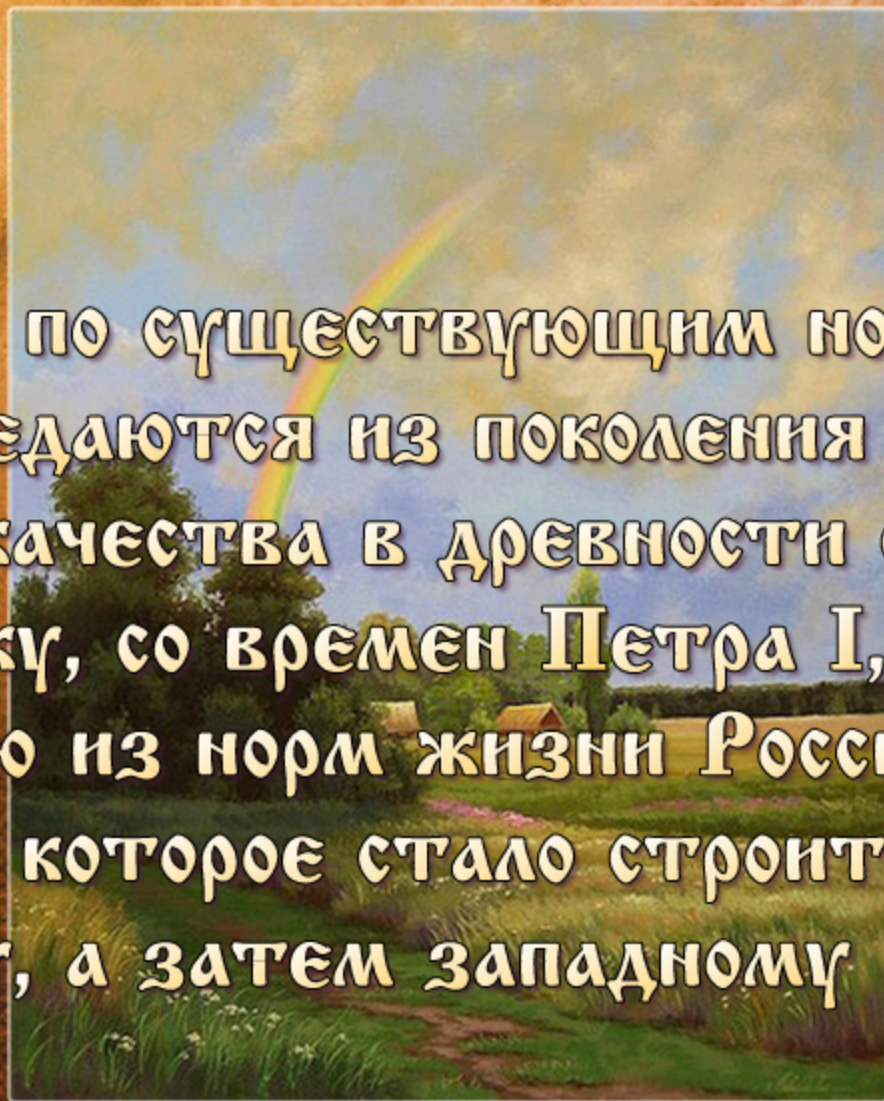 по существующим но
едаются из поколения
качества в древности
ку, со времен Петра I,
о из норм жизни Росси
которое стало строит
, а затем западному